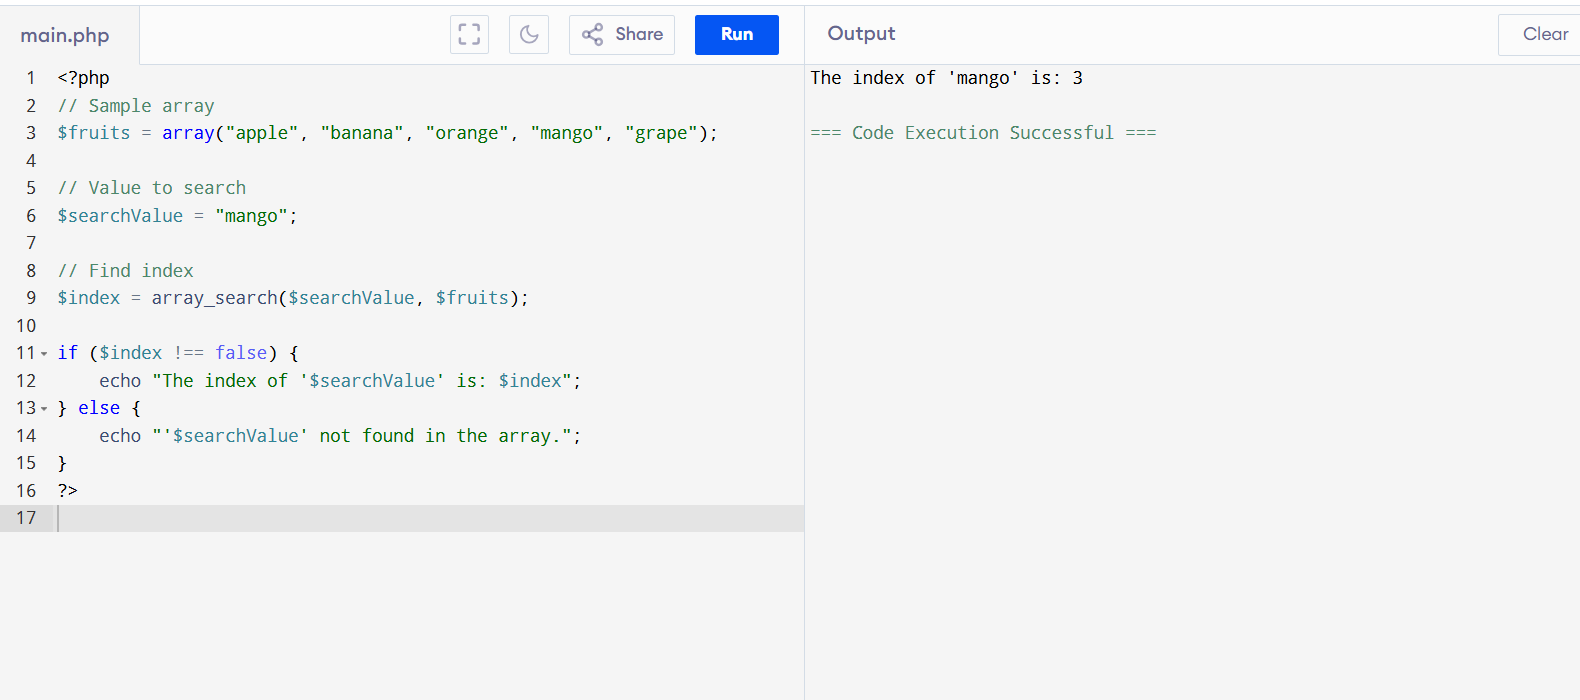 main.php Share Run Output Clear
1 <?php
2 // Sample array
3 $fruits = array("apple", "banana", "orange", "mango", "grape");
4
5 // Value to search
6 $searchValue = "mango";
7
8 // Find index
9 $index = array_search($searchValue, $fruits);
10
11 if ($index !== false) {
12     echo "The index of '$searchValue' is: $index";
13 } else {
14     echo "'$searchValue' not found in the array.";
15 }
16 ?>
17
The index of 'mango' is: 3
=== Code Execution Successful ===